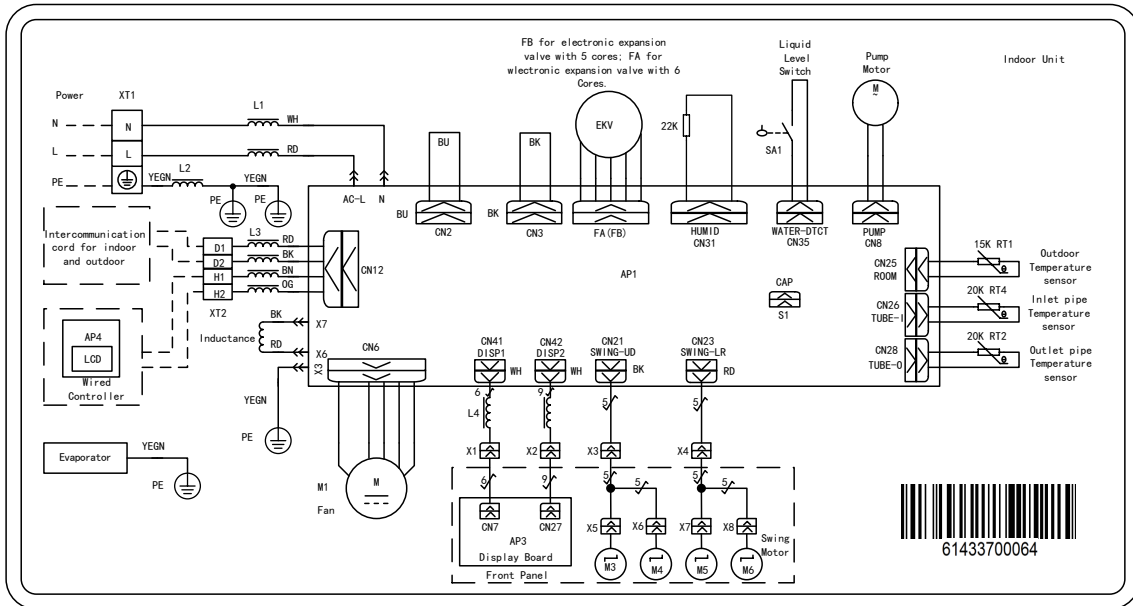 FB for electronic expansion
valve with 5 cores; FA for
wlectronic expansion valve with 6
Cores.
Liquid
Level
Switch
Pump
Motor
Indoor Unit
Power
XT1
L1
M
~
N
N
WH
EKV
22K
BU
BK
SA1
L
L
RD
L2
PE
YEGN
YEGN
PE
PE
AC-L
N
BU
BK
CN2
CN3
FA(FB)
HUMID
CN31
WATER-DTCT
CN35
PUMP
CN8
Intercommunication
cord for indoor
and outdoor
L3
D1
RD
D2
BK
H1
BN
H2
OG
CN12
XT2
AP1
CN25
ROOM
15K RT1
θ
Outdoor
Temperature
sensor
CAP
S1
CN26
TUBE-I
20K RT4
θ
Inlet pipe
Temperature
sensor
CN28
TUBE-O
20K RT2
θ
Outlet pipe
Temperature
sensor
AP4
LCD
Wired
Controller
Inductance
BK
X7
RD
X6
X3
CN6
CN41
DISP1
WH
CN42
DISP2
WH
CN21
SWING-UD
BK
CN23
SWING-LR
RD
YEGN
PE
6
9
5
5
L4
X1
X2
X3
X4
Evaporator
YEGN
PE
M1
Fan
M
6
9
5
5
5
5
CN7
CN27
AP3
Display Board
Front Panel
X5
X6
X7
X8
Swing
Motor
M3
M4
M5
M6
61433700064